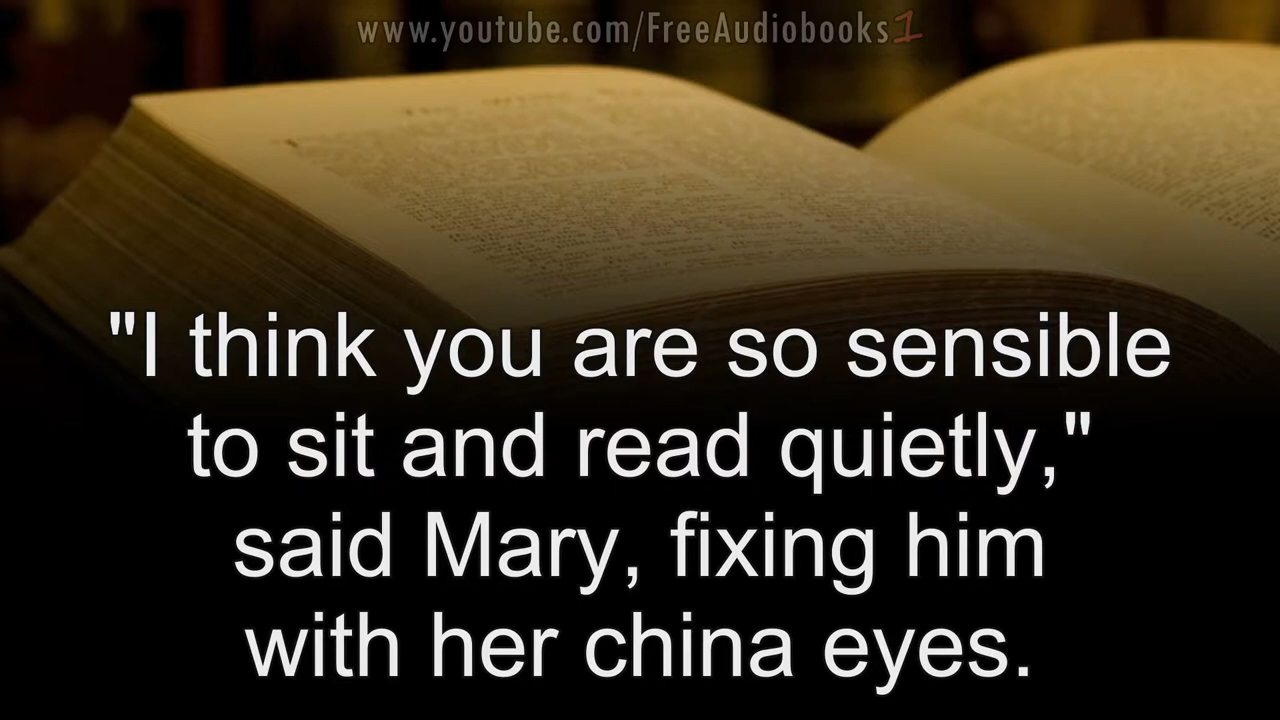 www.youtube.com/FreeAudiobooks1
"I think you are so sensible
to sit and read quietly,"
said Mary, fixing him
with her china eyes.